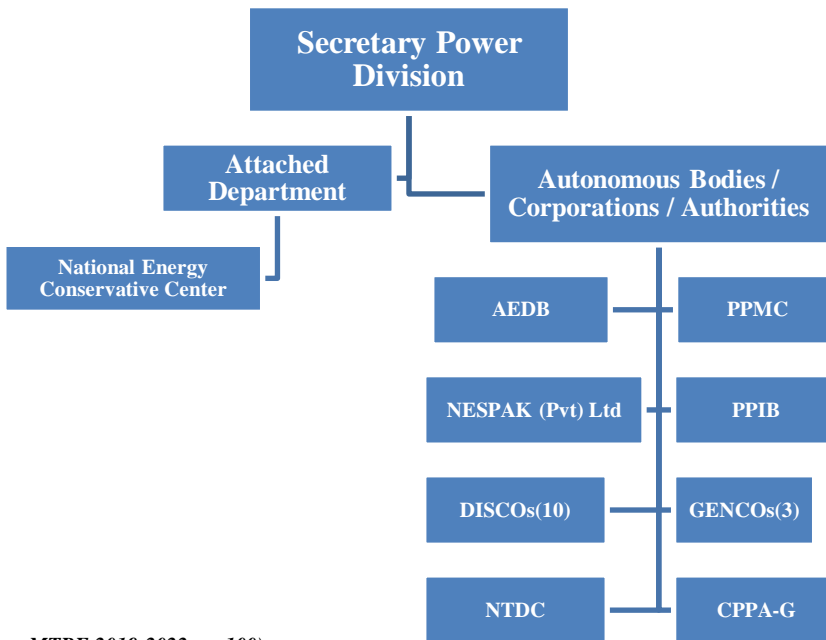 Secretary Power
Division
Attached
Department
Autonomous Bodies /
Corporations / Authorities
National Energy
Conservative Center
AEDB
PPMC
NESPAK (Pvt) Ltd
PPIB
DISCOs(10)
GENCOs(3)
NTDC
CPPA-G